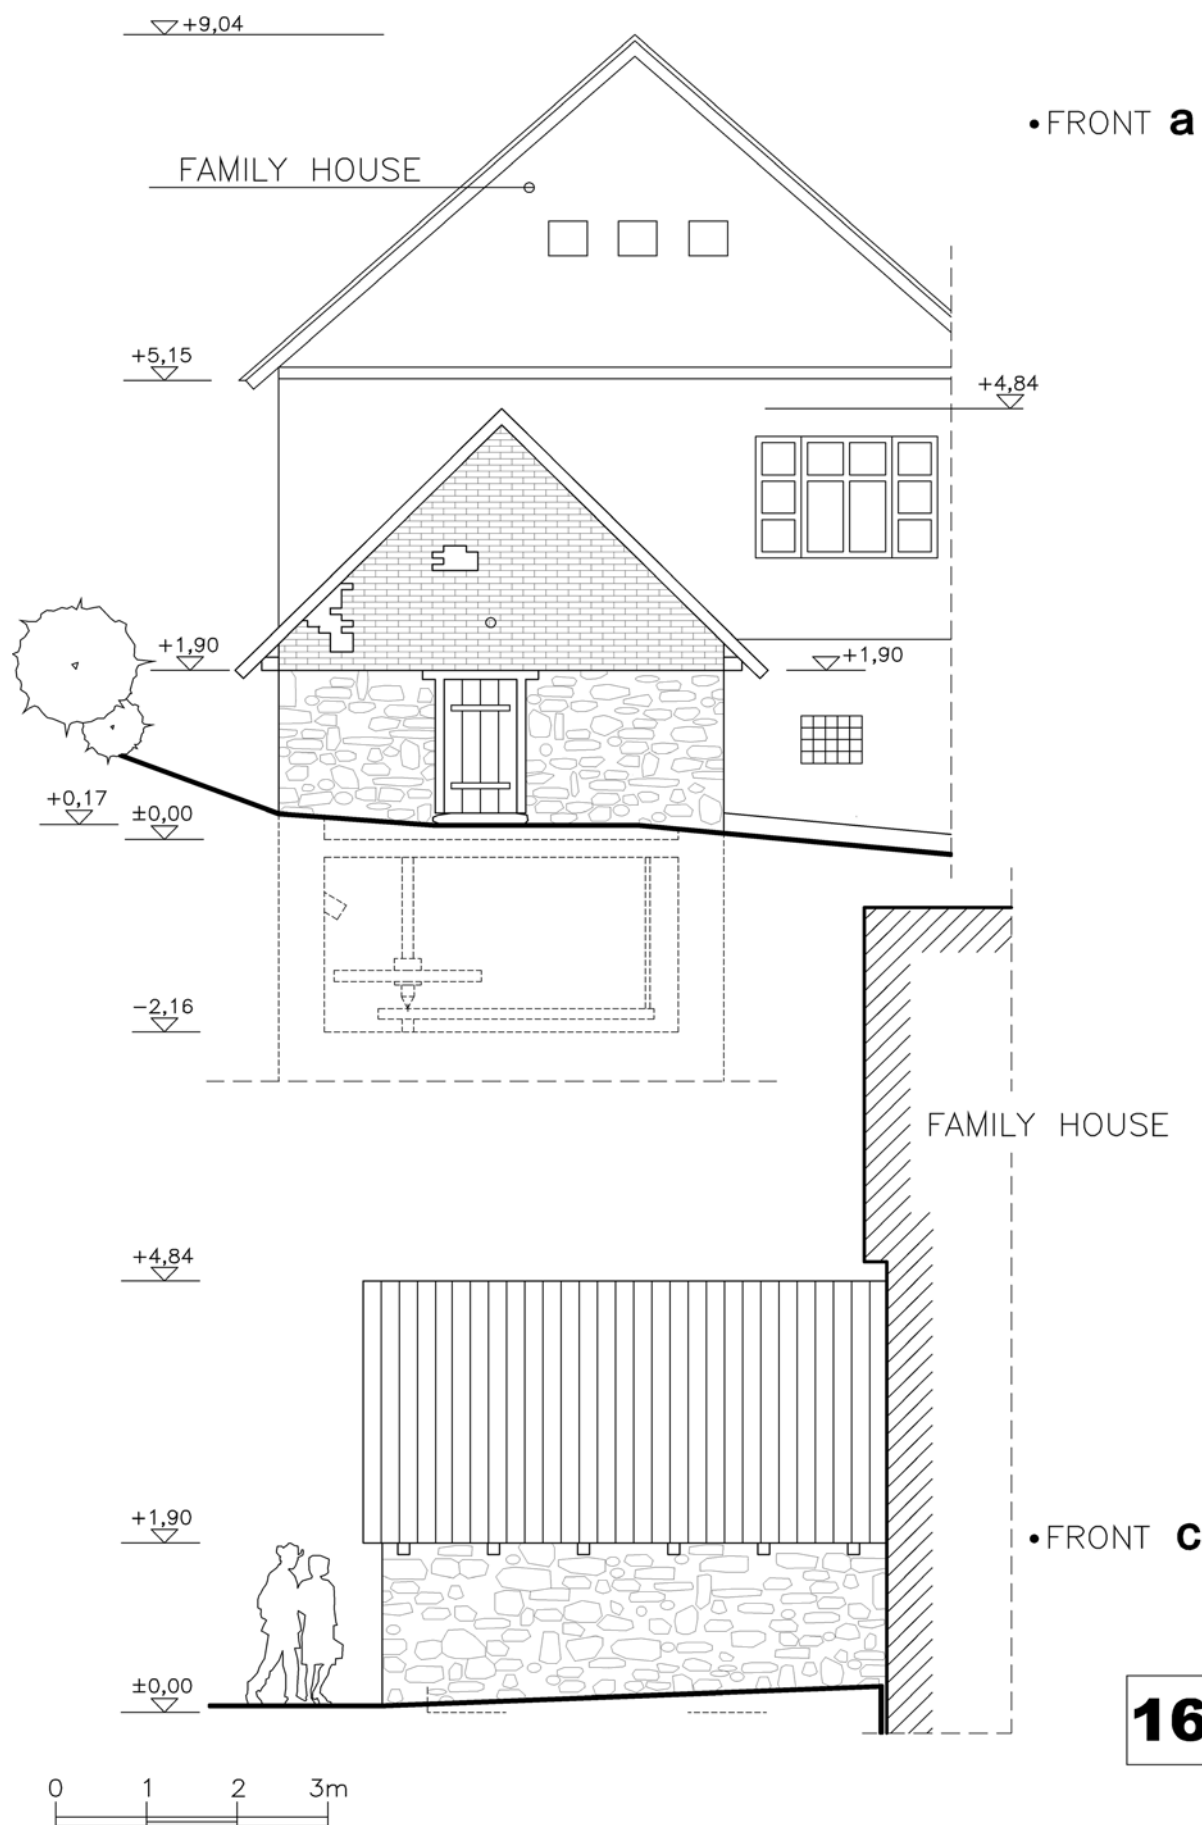 +9,04
• FRONT a
FAMILY HOUSE
+5,15
+4,84
+1,90
+1,90
+0,17
±0,00
−2,16
FAMILY HOUSE
+4,84
+1,90
• FRONT c
±0,00
16
0 1 2 3m